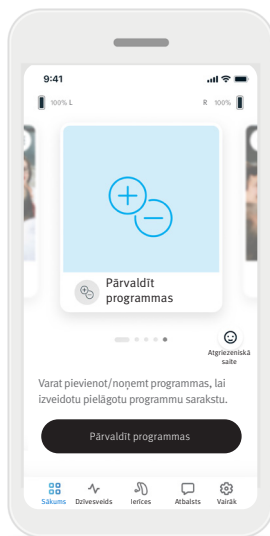 9:41
100% L
R 100%
Pārvaldīt
programmas
Atgriezeniskā
saite
Varat pievienot/noņemt programmas, lai
izveidotu pielāgotu programmu sarakstu.
Pārvaldīt programmas
Sākums Dzīvesveids Ierīces Atbalsts Vairāk